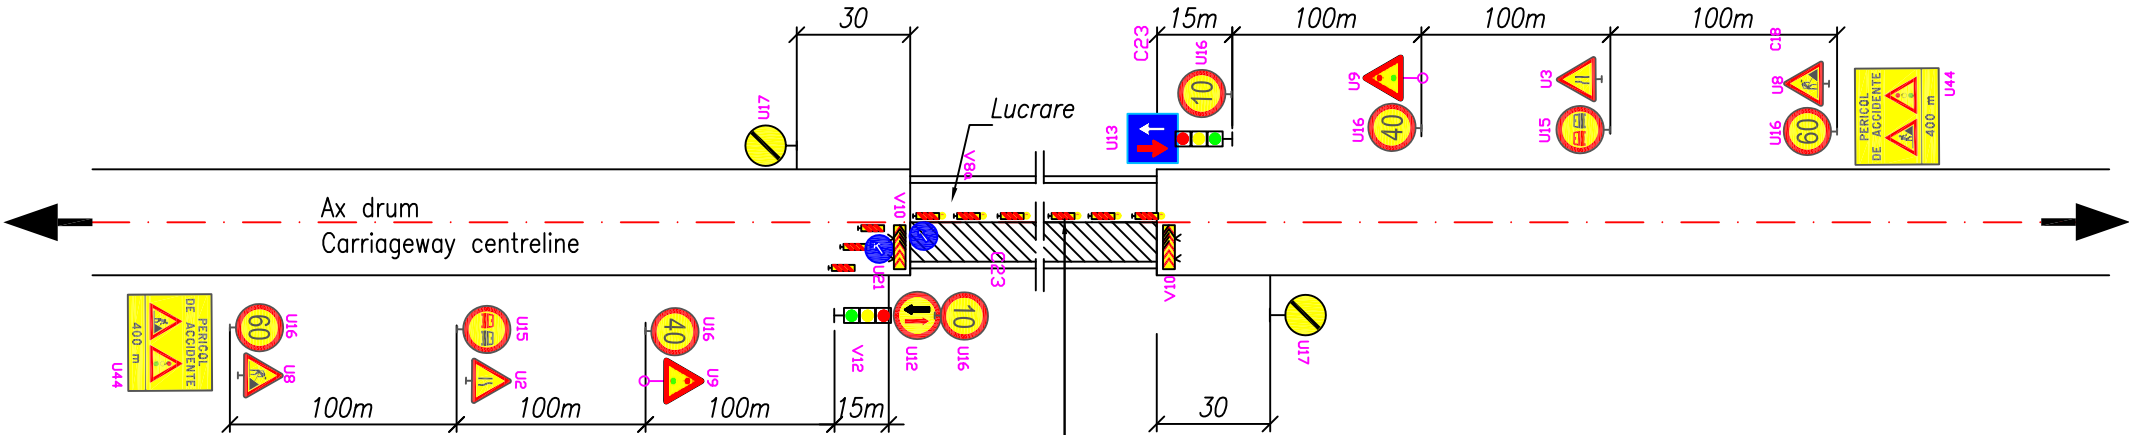 30
15m
100m
100m
100m
C23
U16
C18
U9
U3
U8
U44
10
PERICOL
DE ACCIDENTE
400 m
U17
Lucrare
U13
U16
40
U15
U16
60
V8a
V10
Ax drum
Carriageway centreline
U21
C23
V10
PERICOL
DE ACCIDENTE
400 m
60
U16
U15
40
U16
10
U44
U8
U2
U9
V12
U12
U16
U17
100m
100m
100m
15m
30